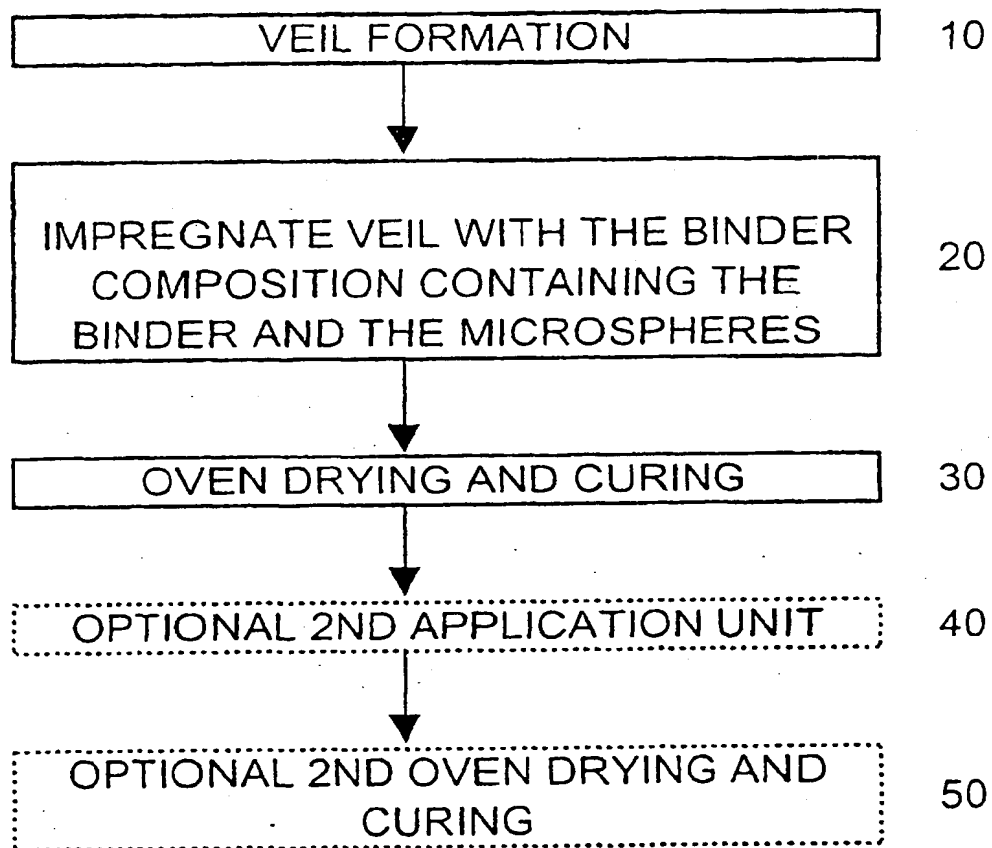 VEIL FORMATION 10
IMPREGNATE VEIL WITH THE BINDER
COMPOSITION CONTAINING THE 20
BINDER AND THE MICROSPHERES
OVEN DRYING AND CURING 30
OPTIONAL 2ND APPLICATION UNIT 40
OPTIONAL 2ND OVEN DRYING AND
CURING 50